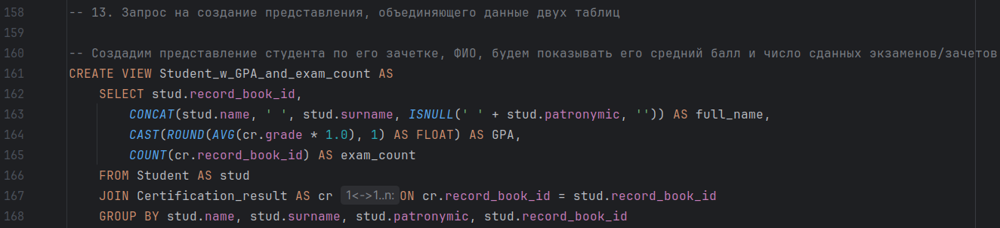 158 -- 13. Запрос на создание представления, объединяющего данные двух таблиц
159
160 -- Создадим представление студента по его зачетке, ФИО, будем показывать его средний балл и число сданных экзаменов/зачетов
161 CREATE VIEW Student_w_GPA_and_exam_count AS
162 SELECT stud.record_book_id,
163 CONCAT(stud.name, ' ', stud.surname, ISNULL(' ' + stud.patronymic, '')) AS full_name,
164 CAST(ROUND(AVG(cr.grade * 1.0), 1) AS FLOAT) AS GPA,
165 COUNT(cr.record_book_id) AS exam_count
166 FROM Student AS stud
167 JOIN Certification_result AS cr 1<->1..n: ON cr.record_book_id = stud.record_book_id
168 GROUP BY stud.name, stud.surname, stud.patronymic, stud.record_book_id